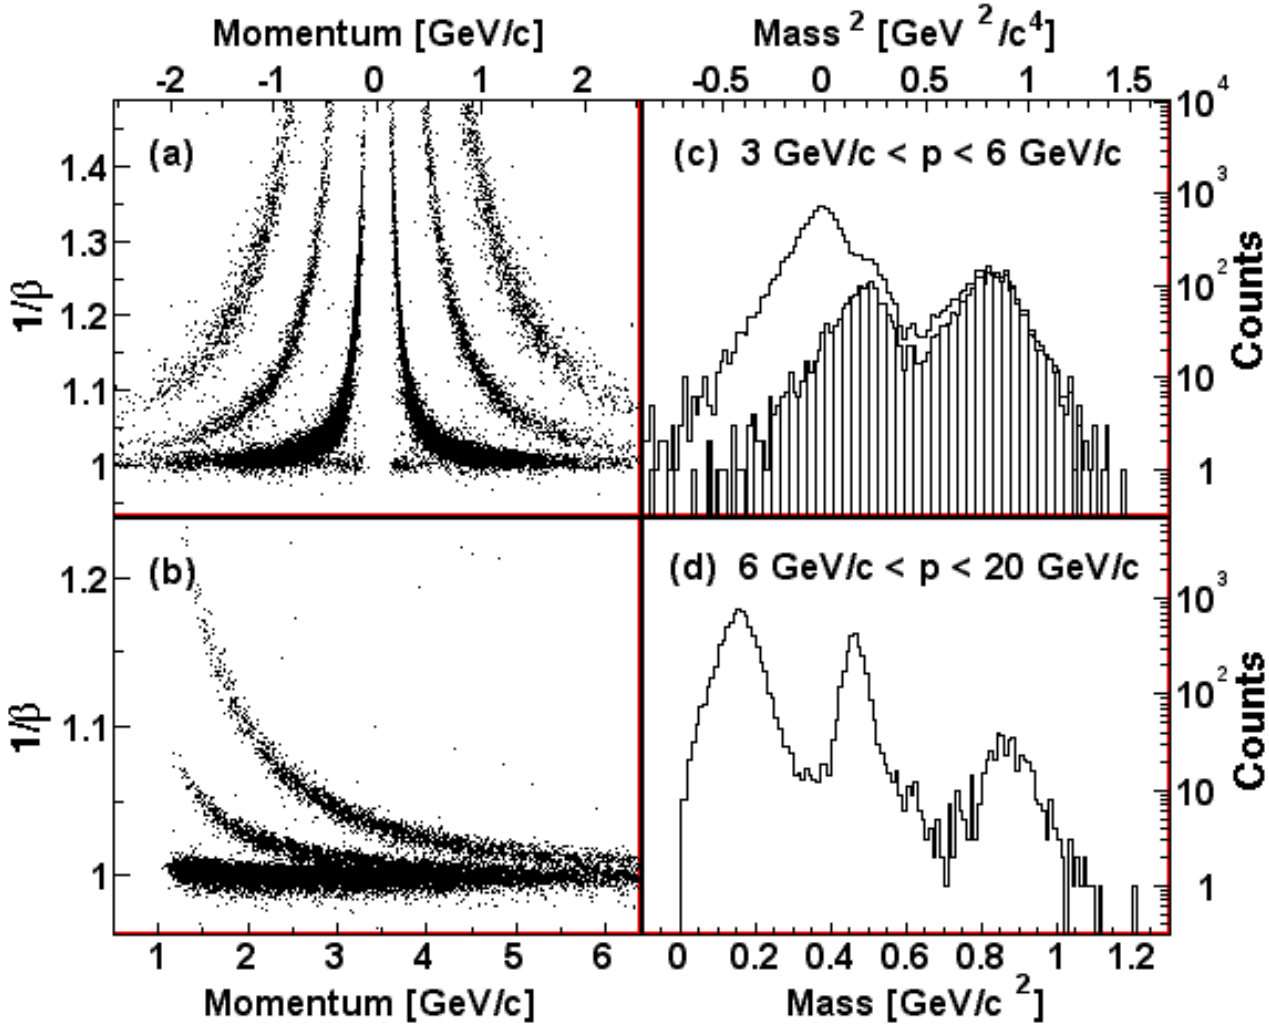 Momentum [GeV/c]
-2 -1 0 1 2
Mass 2 [GeV 2/c4]
-0.5 0 0.5 1 1.5
(a)
1/β
1.4
1.3
1.2
1.1
1
(c) 3 GeV/c < p < 6 GeV/c
10 4
10 3
10 2
10
1
Counts
(b)
1/β
1.2
1.1
1
(d) 6 GeV/c < p < 20 GeV/c
10 3
10 2
10
1
Counts
1 2 3 4 5 6
Momentum [GeV/c]
0 0.2 0.4 0.6 0.8 1 1.2
Mass [GeV/c 2]